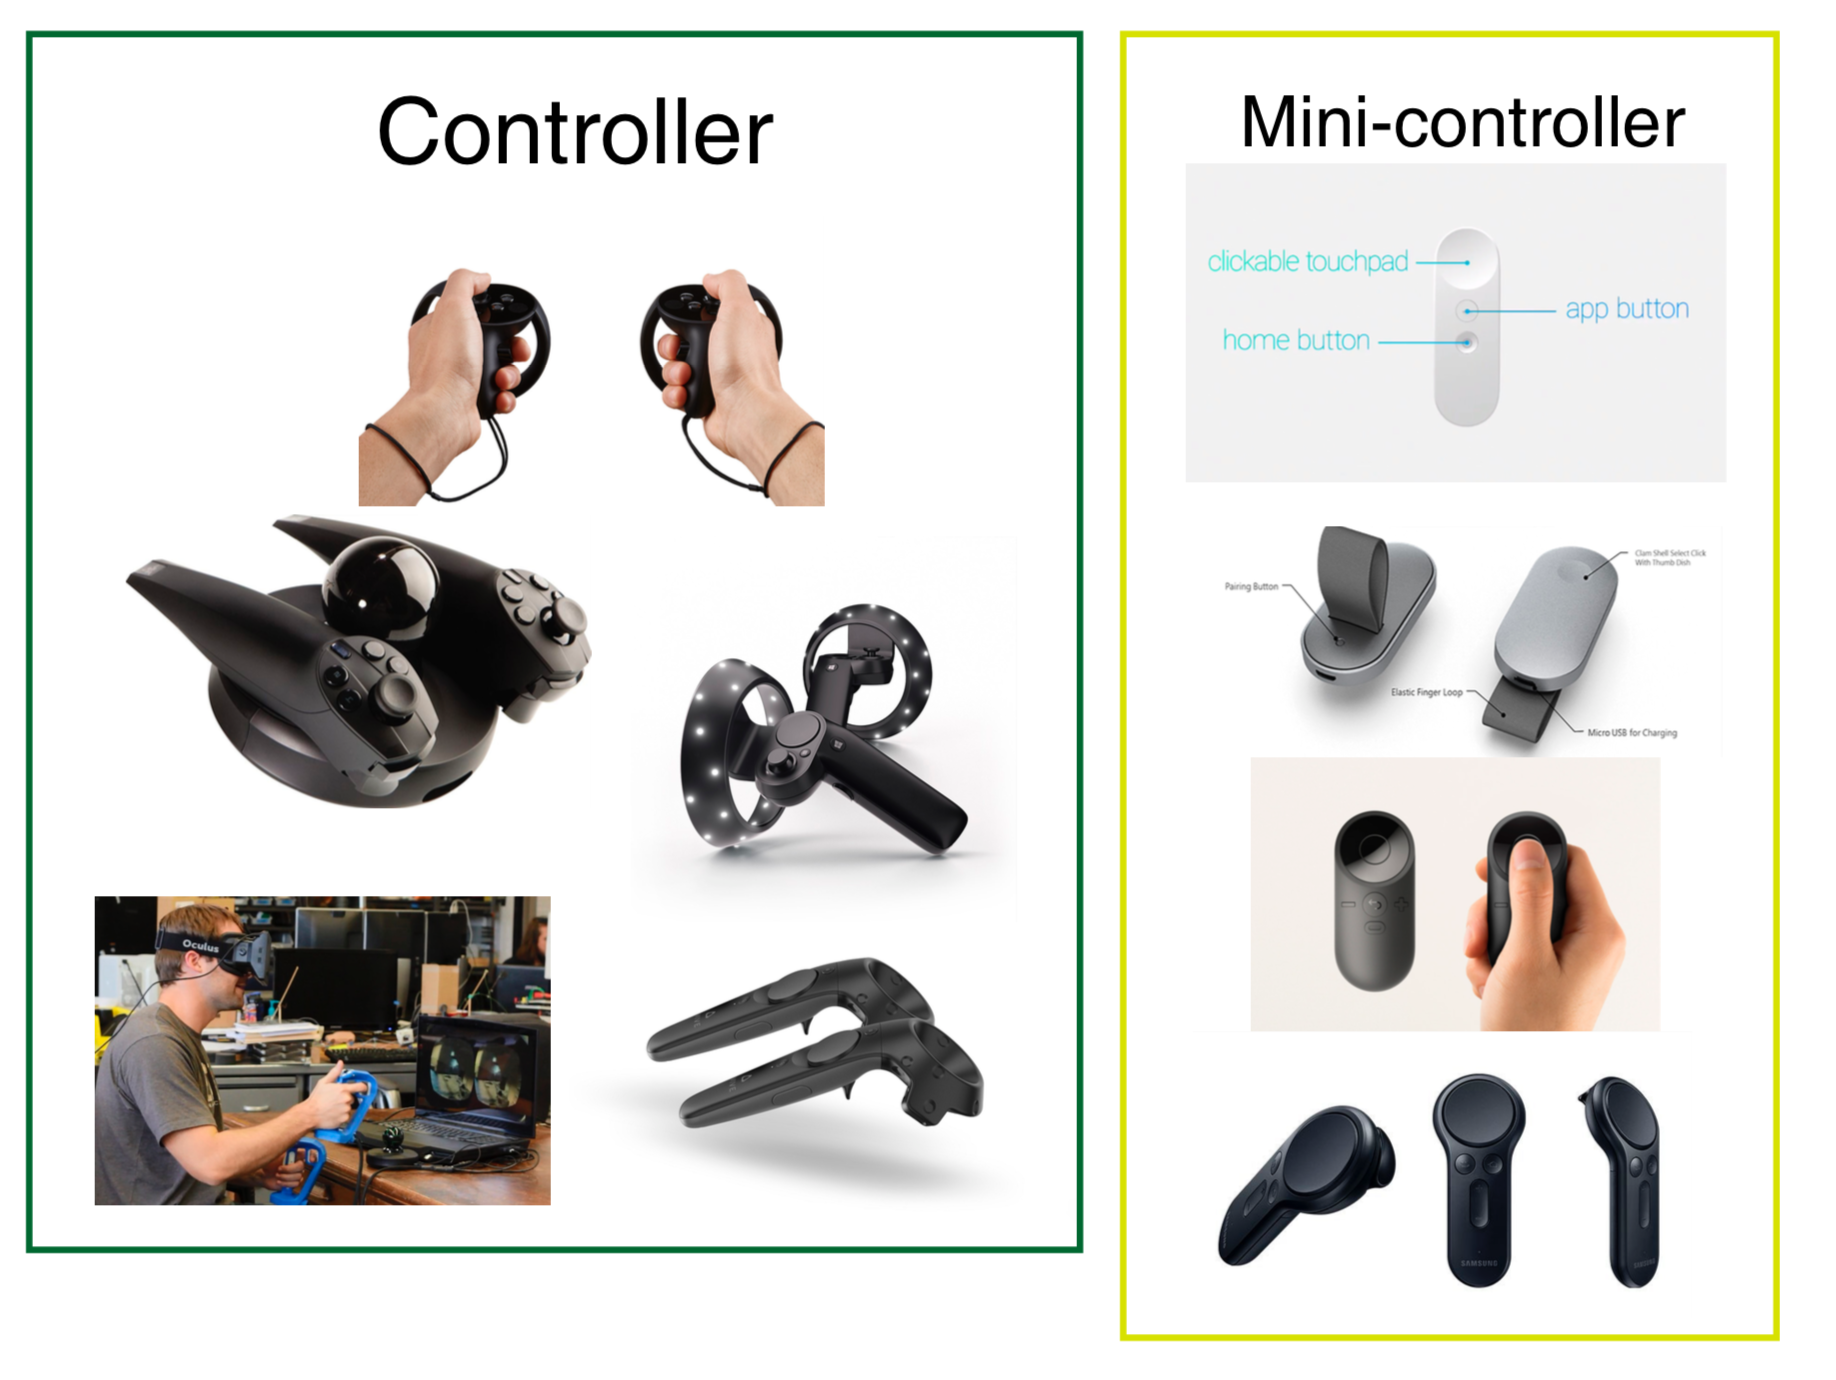 Controller
Mini-controller
clickable touchpad
app button
home button
Clam Shell Select Click
With Thumb Dish
Pairing Button
Elastic Finger Loop
Micro USB for Charging
Oculus
SAMSUNG
SAMSUNG